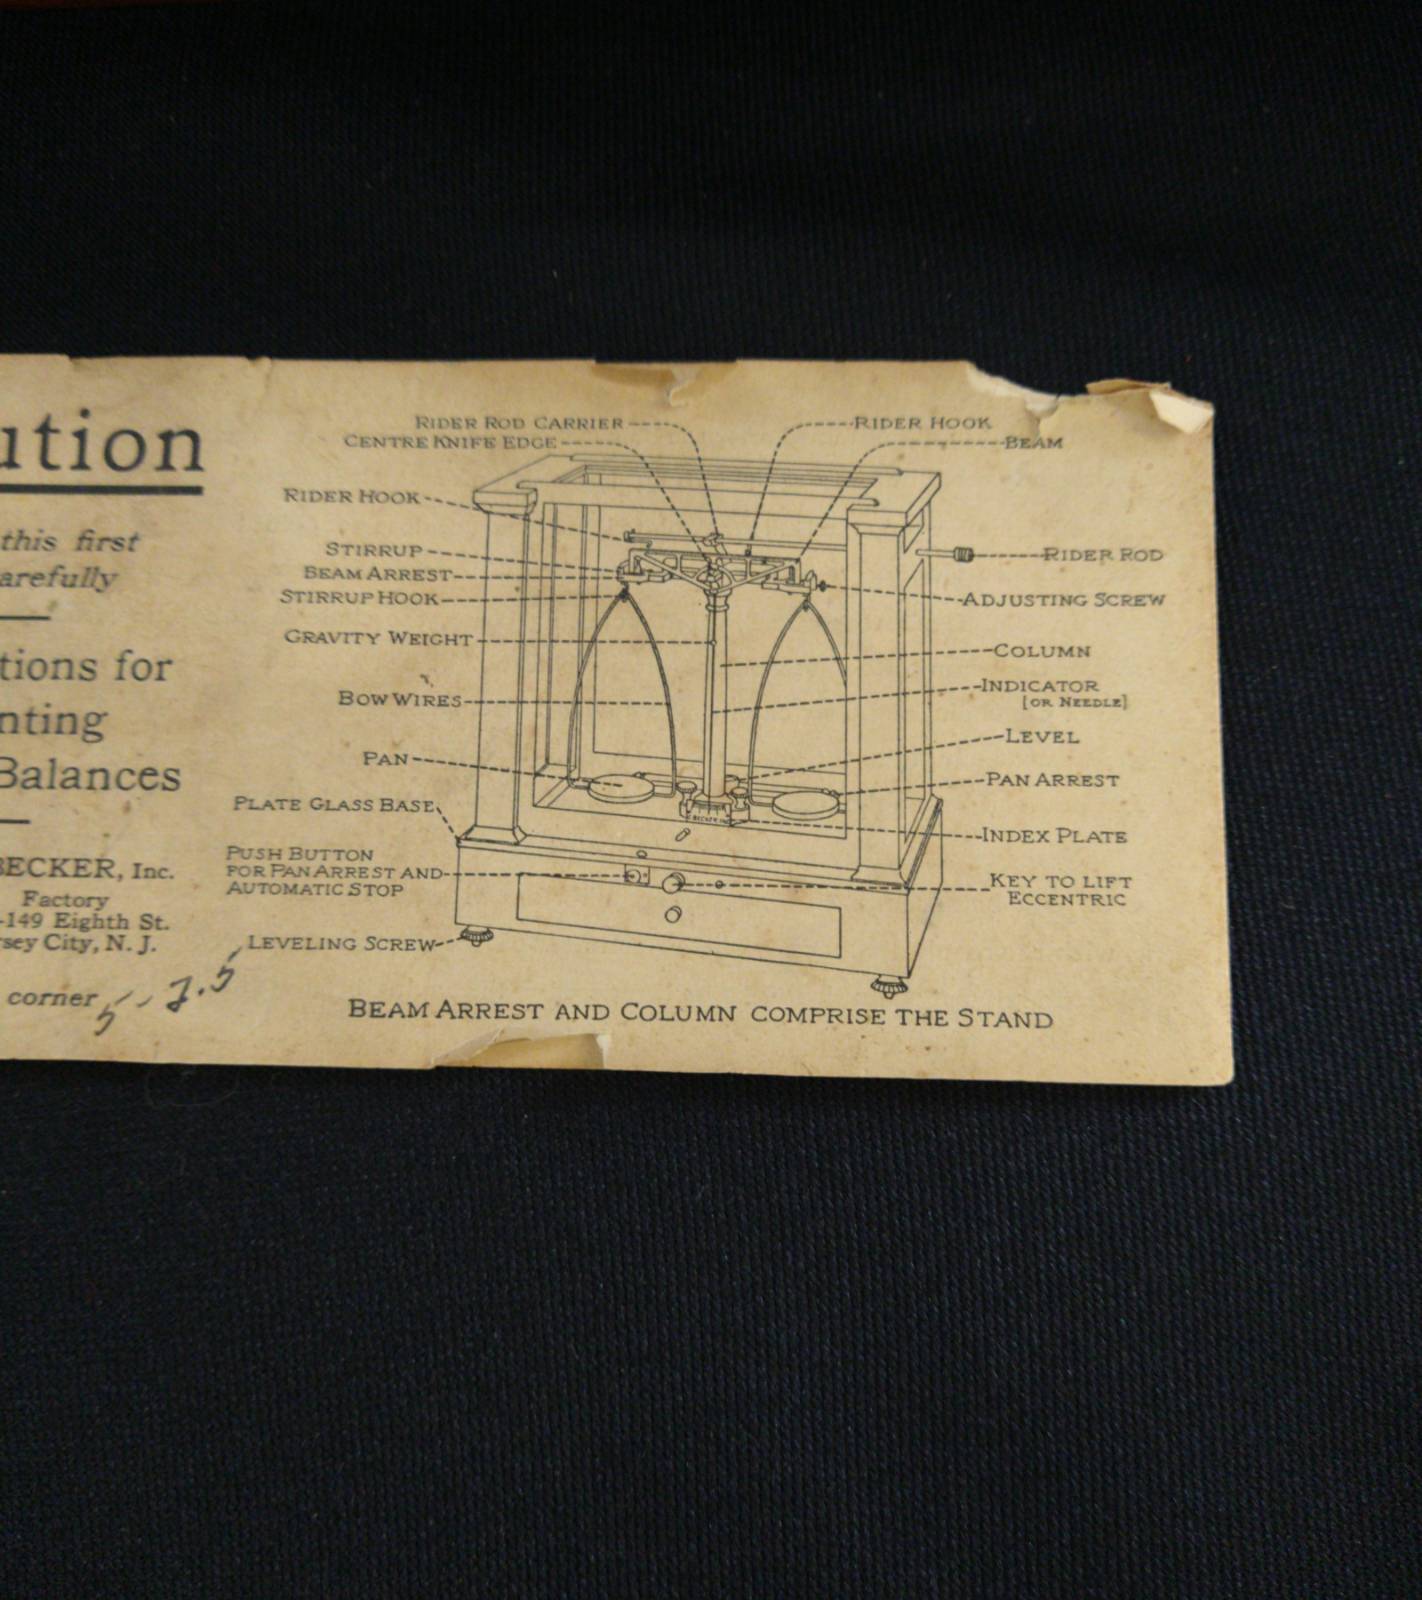 ution
this first
arefully
tions for
nting
Balances
BECKER, Inc.
Factory
-149 Eighth St.
rsey City, N. J.
corner
RIDER ROD CARRIER
CENTRE KNIFE EDGE
RIDER HOOK
STIRRUP
BEAM ARREST
STIRRUP HOOK
GRAVITY WEIGHT
BOW WIRES
PAN
PLATE GLASS BASE
PUSH BUTTON
FOR PAN ARREST AND
AUTOMATIC STOP
LEVELING SCREW
RIDER HOOK
BEAM
RIDER ROD
ADJUSTING SCREW
COLUMN
INDICATOR
[OR NEEDLE]
LEVEL
PAN ARREST
INDEX PLATE
KEY TO LIFT
ECCENTRIC
BEAM ARREST AND COLUMN COMPRISE THE STAND